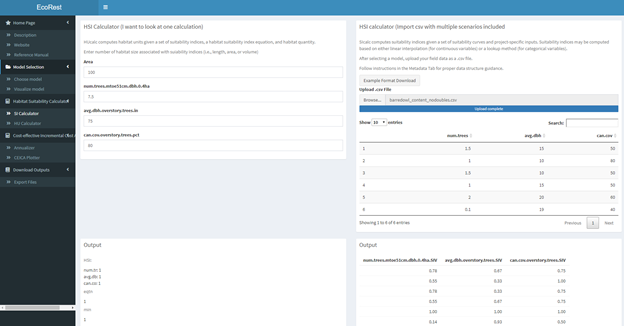 EcoRest
Home Page
Description
Website
Reference Manual
Model Selection
Choose model
Visualize model
Habitat Suitability Calculator
SI Calculator
HU Calculator
Cost-effective Incremental Cost A
Annualizer
CEICA Plotter
Download Outputs
Export Files
HSI Calculator (I want to look at one calculation)
HUcalc computes habitat units given a set of suitability indices, a habitat suitability index equation, and habitat quantity.
Enter number of habitat size associated with suitability indices (i.e., length, area, or volume)
Area
100
num.trees.mtoe51cm.dbh.0.4ha
7.5
avg.dbh.overstory.trees.in
75
can.cov.overstory.trees.pct
80
Output
HSI:
num.tr: 1
avg.db: 1
can.co: 1
eqtn
1
min
1
HSI calculator (Import csv with multiple scenarios included)
SIcalc computes suitability indices given a set of suitability curves and project-specific inputs. Suitability indices may be computed based on either linear interpolation (for continuous variables) or a lookup method (for categorical variables).
After selecting a model, upload your field data as a .csv file.
Follow instructions in the Metadata Tab for proper data structure guidance.
Example Format Download
Upload .csv File
Browse...
Upload complete
Show 10 entries
Search:
num.trees avg.dbh can.cov
1 1.5 15 50
2 1 10 80
3 1.5 10 50
4 1 15 50
5 2 20 60
6 0.1 19 40
Showing 1 to 6 of 6 entries
Previous 1 Next
Output
num.trees.mtoe51cm.dbh.0.4ha.SIV avg.dbh.overstory.trees.SIV can.cov.overstory.trees.SIV
0.78 0.67 0.75
0.55 0.33 1.00
0.78 0.33 0.75
0.55 0.67 0.75
1.00 1.00 1.00
0.14 0.93 0.50